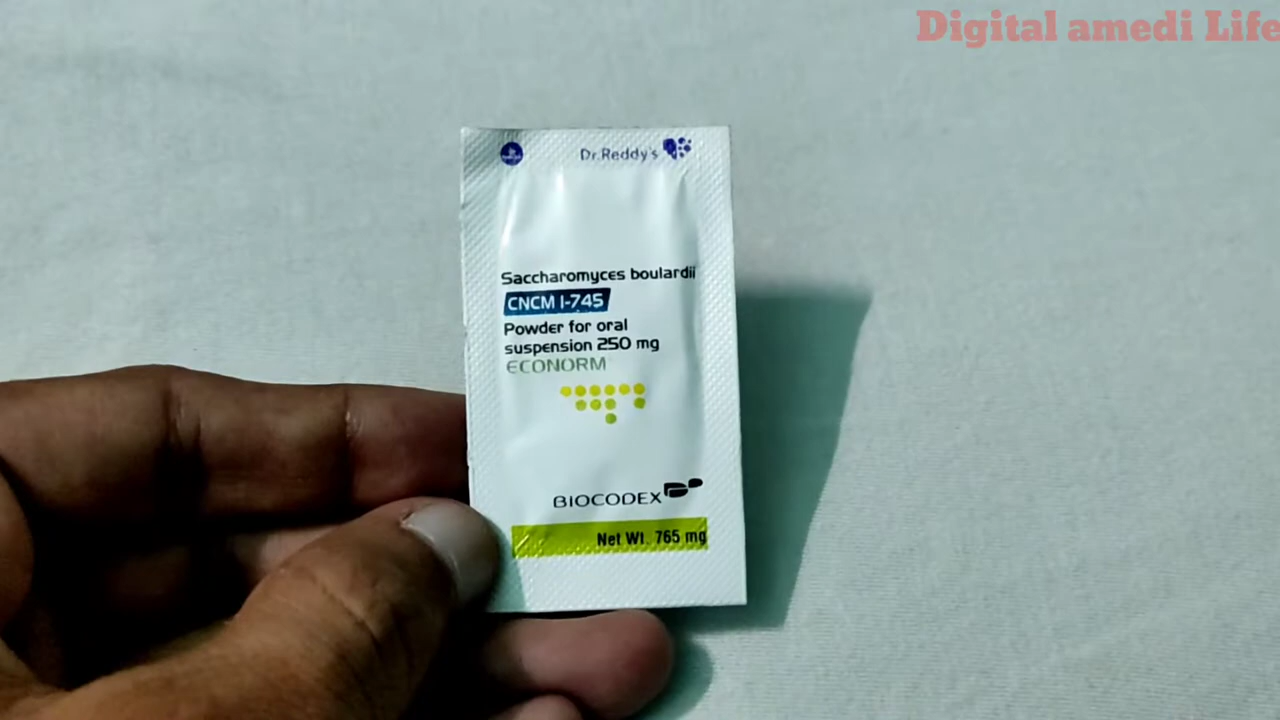 Digital amedi Life
Dr.Reddy's
Saccharomyces boulardii
CNCM I-745
Powder for oral
suspension 250 mg
ECONORM
BIOCODEX
Net Wt. 765 mg